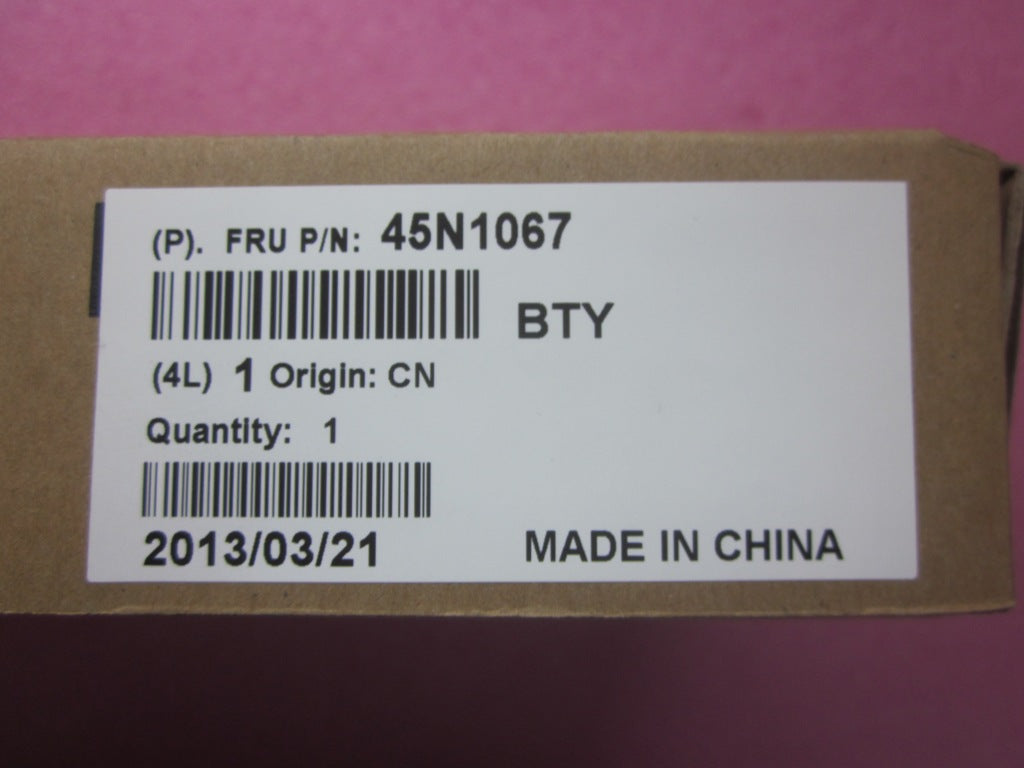 (P). FRU P/N: 45N1067
BTY
(4L) 1 Origin: CN
Quantity: 1
2013/03/21
MADE IN CHINA